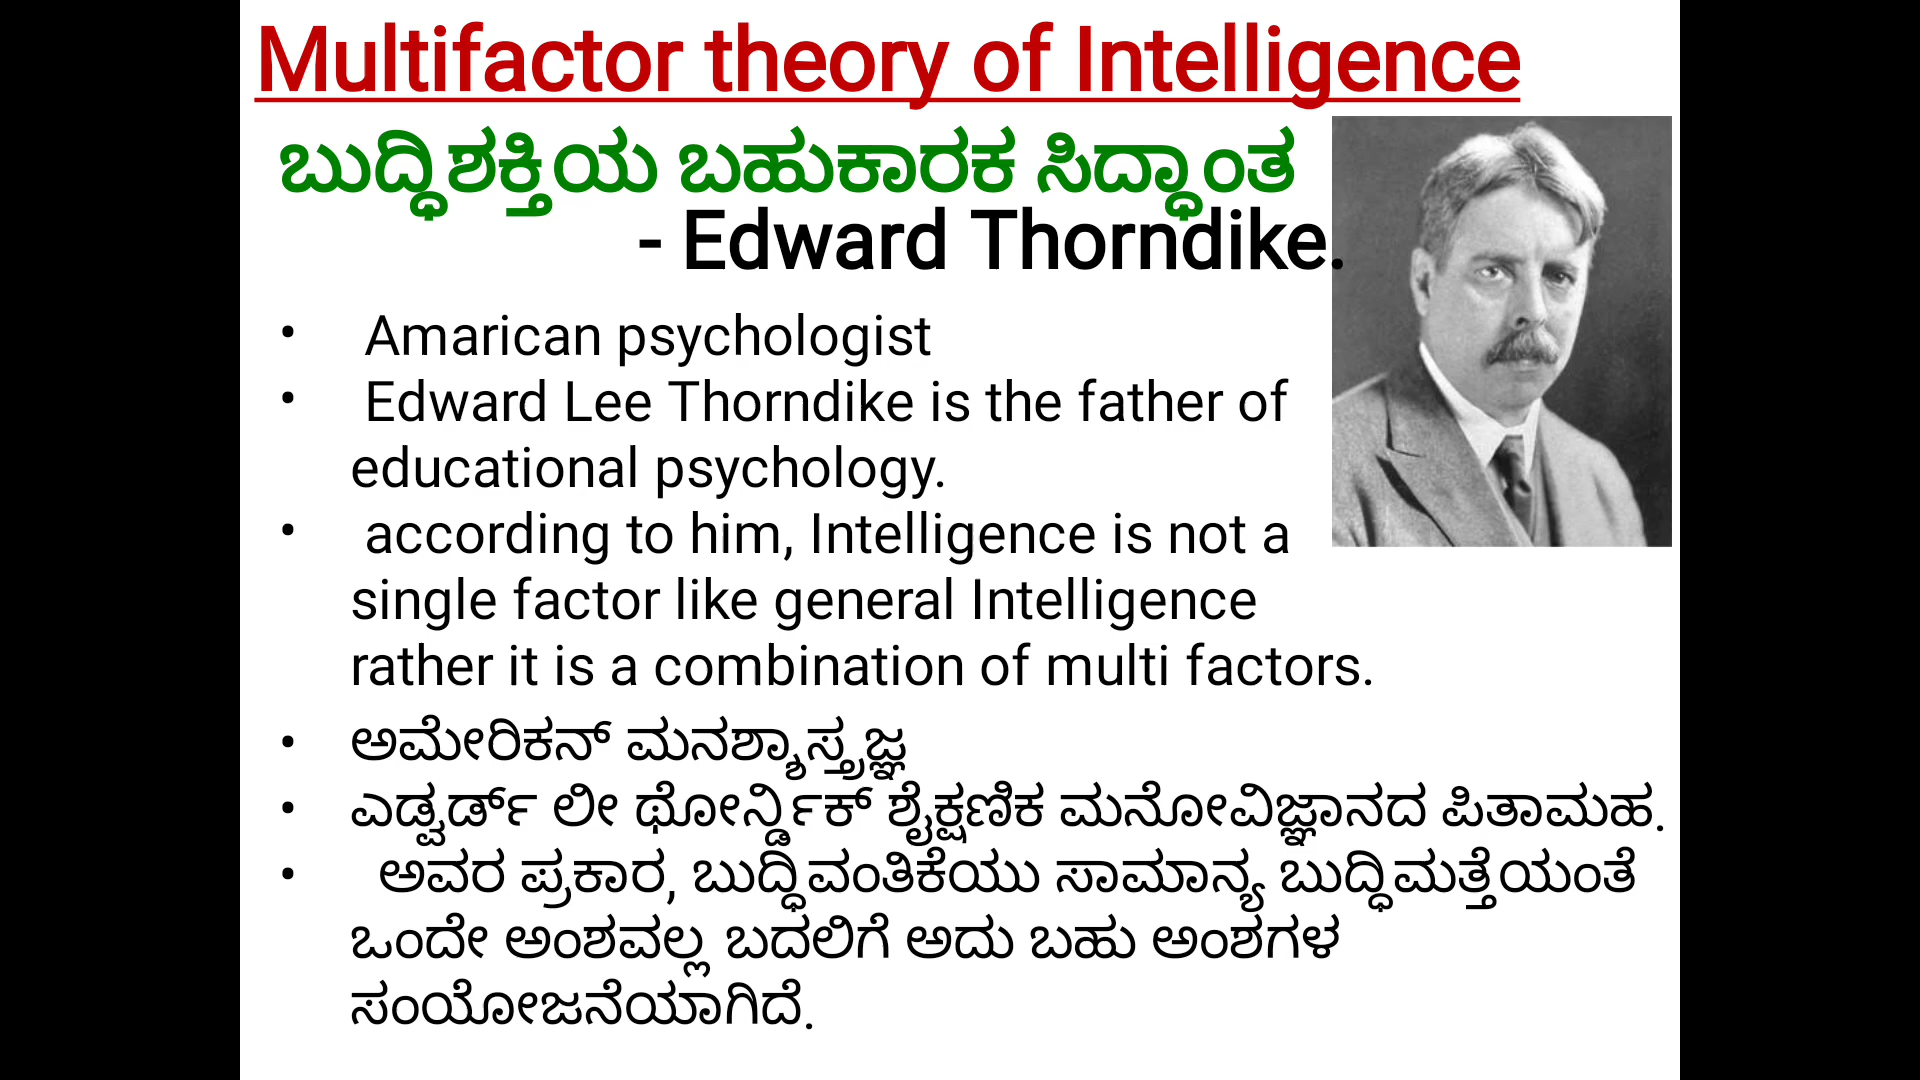 Multifactor theory of Intelligence
ಬುದ್ಧಿಶಕ್ತಿಯ ಬಹುಕಾರಕ ಸಿದ್ಧಾಂತ
- Edward Thorndike.
• Amarican psychologist
• Edward Lee Thorndike is the father of
educational psychology.
• according to him, Intelligence is not a
single factor like general Intelligence
rather it is a combination of multi factors.
• ಅಮೇರಿಕನ್ ಮನಶ್ಶಾಸ್ತ್ರಜ್ಞ
• ಎಡ್ವರ್ಡ್ ಲೀ ಥೋರ್ನ್ಡಿಕ್ ಶೈಕ್ಷಣಿಕ ಮನೋವಿಜ್ಞಾನದ ಪಿತಾಮಹ.
• ಅವರ ಪ್ರಕಾರ, ಬುದ್ಧಿವಂತಿಕೆಯು ಸಾಮಾನ್ಯ ಬುದ್ಧಿಮತ್ತೆಯಂತೆ
ಒಂದೇ ಅಂಶವಲ್ಲ ಬದಲಿಗೆ ಅದು ಬಹು ಅಂಶಗಳ
ಸಂಯೋಜನೆಯಾಗಿದೆ.